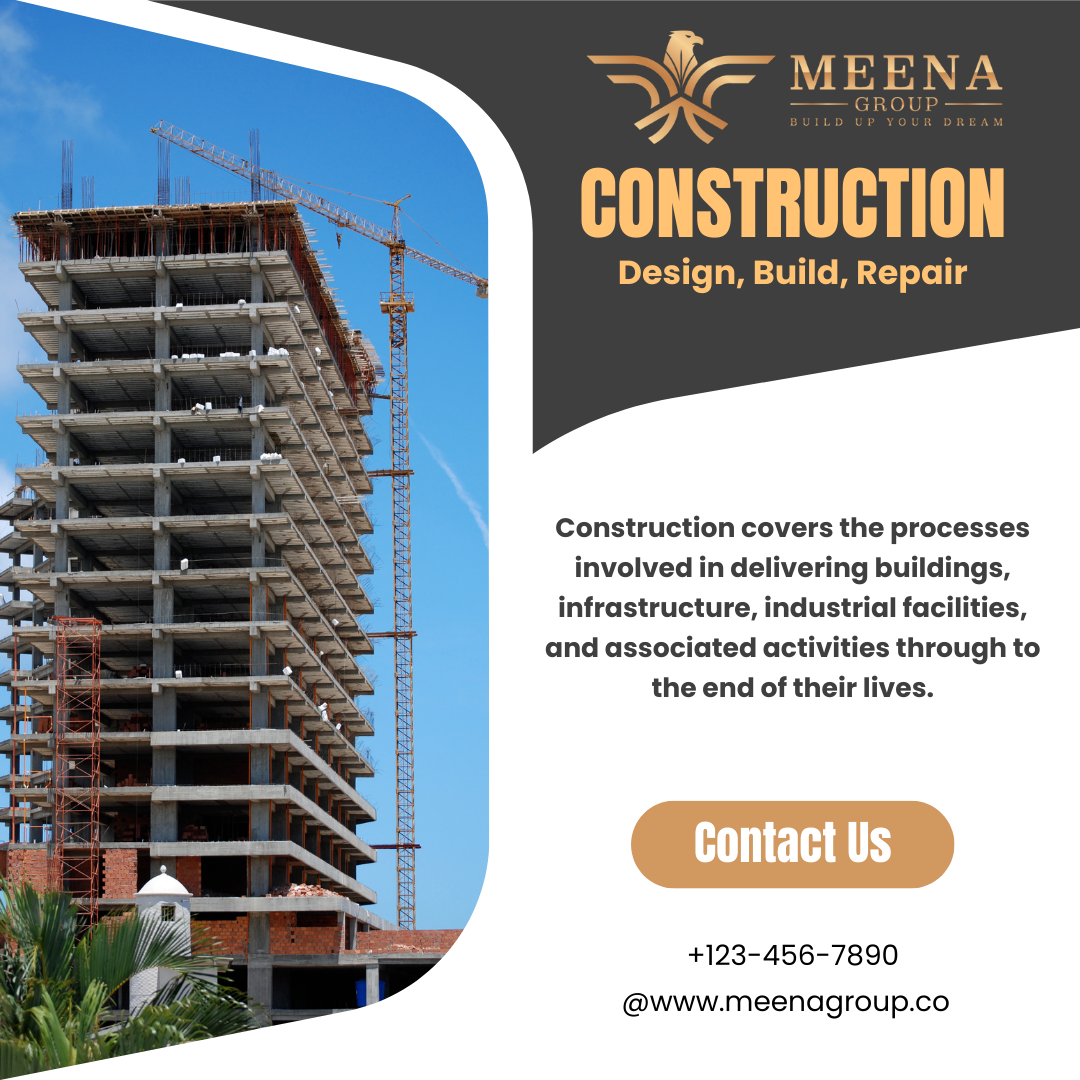 MEENA
GROUP
BUILD UP YOUR DREAM
CONSTRUCTION
Design, Build, Repair
Construction covers the processes
involved in delivering buildings,
infrastructure, industrial facilities,
and associated activities through to
the end of their lives.
Contact Us
+123-456-7890
@www.meenagroup.co